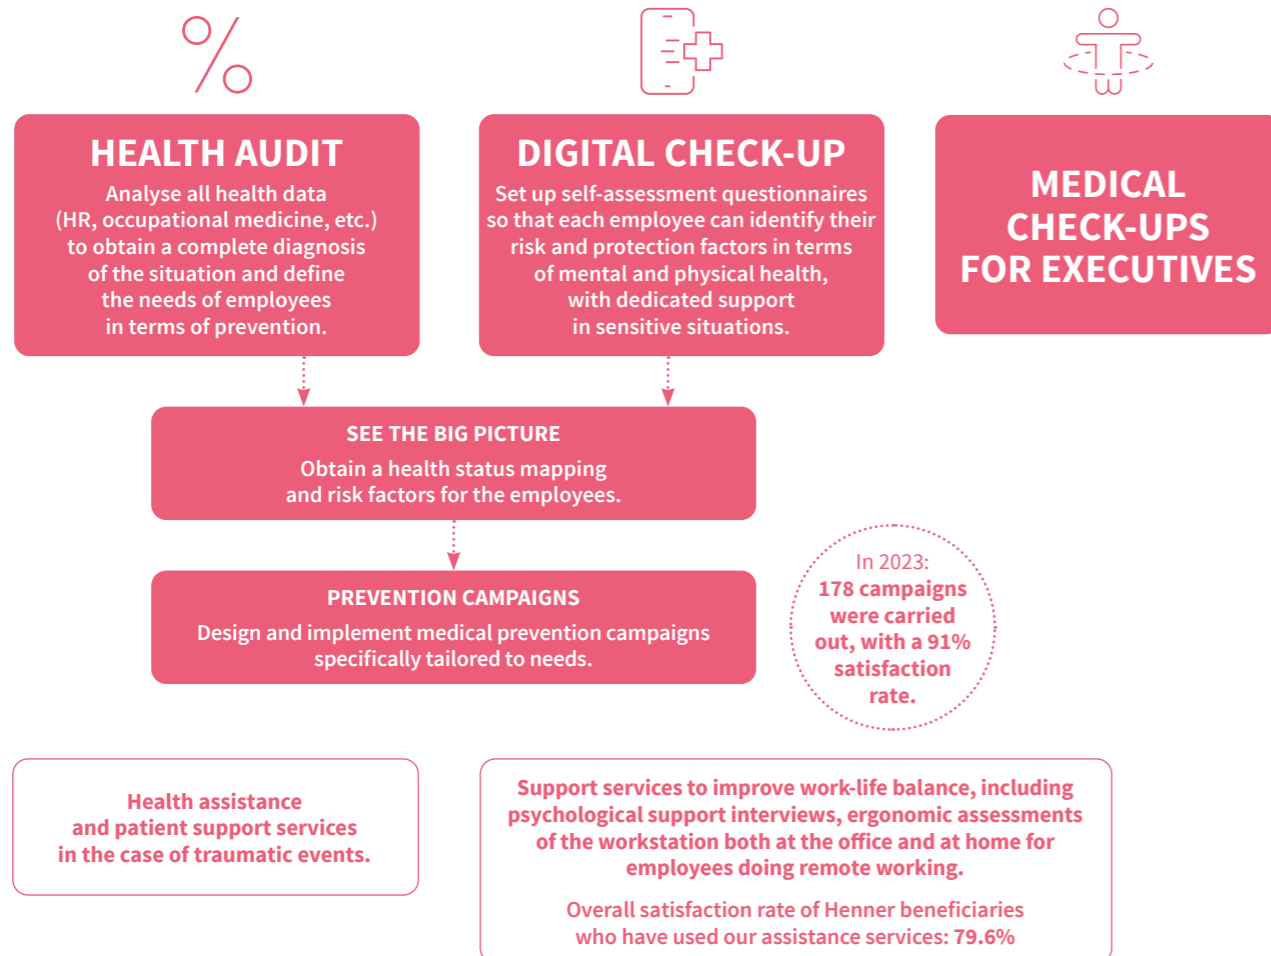 HEALTH AUDIT
Analyse all health data
(HR, occupational medicine, etc.)
to obtain a complete diagnosis
of the situation and define
the needs of employees
in terms of prevention.
DIGITAL CHECK-UP
Set up self-assessment questionnaires
so that each employee can identify their
risk and protection factors in terms
of mental and physical health,
with dedicated support
in sensitive situations.
MEDICAL
CHECK-UPS
FOR EXECUTIVES
SEE THE BIG PICTURE
Obtain a health status mapping
and risk factors for the employees.
PREVENTION CAMPAIGNS
Design and implement medical prevention campaigns
specifically tailored to needs.
In 2023:
178 campaigns
were carried
out, with a 91%
satisfaction
rate.
Health assistance
and patient support services
in the case of traumatic events.
Support services to improve work-life balance, including
psychological support interviews, ergonomic assessments
of the workstation both at the office and at home for
employees doing remote working.
Overall satisfaction rate of Henner beneficiaries
who have used our assistance services: 79.6%